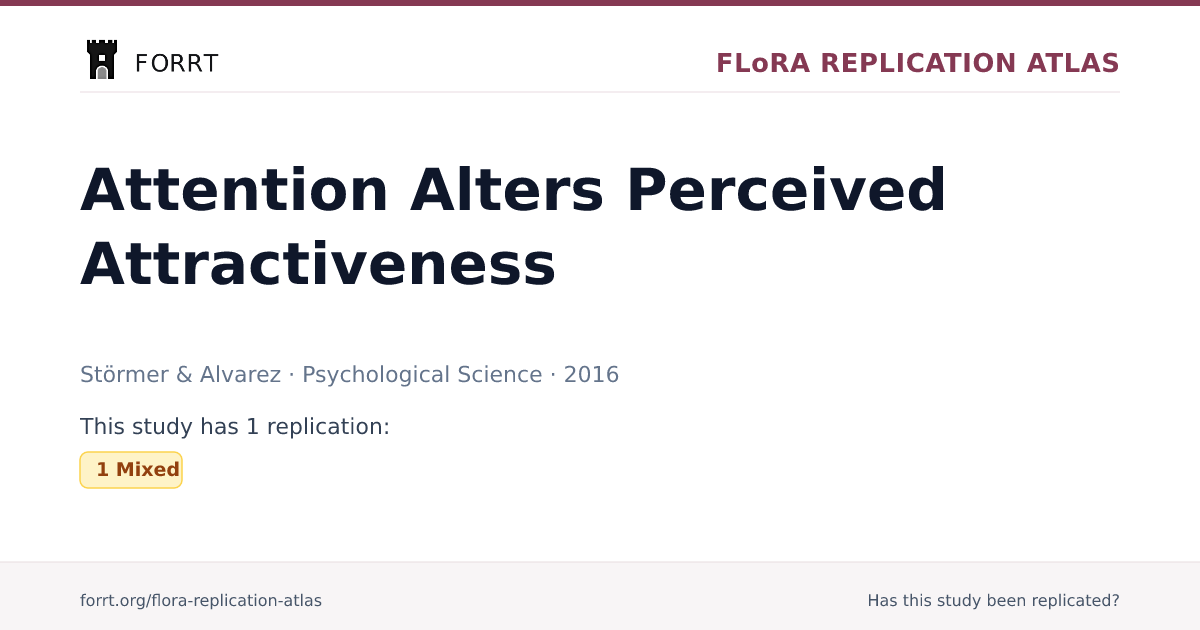 FORRT
FLoRA REPLICATION ATLAS
Attention Alters Perceived
Attractiveness
Störmer & Alvarez · Psychological Science · 2016
This study has 1 replication:
1 Mixed
forrt.org/flora-replication-atlas
Has this study been replicated?